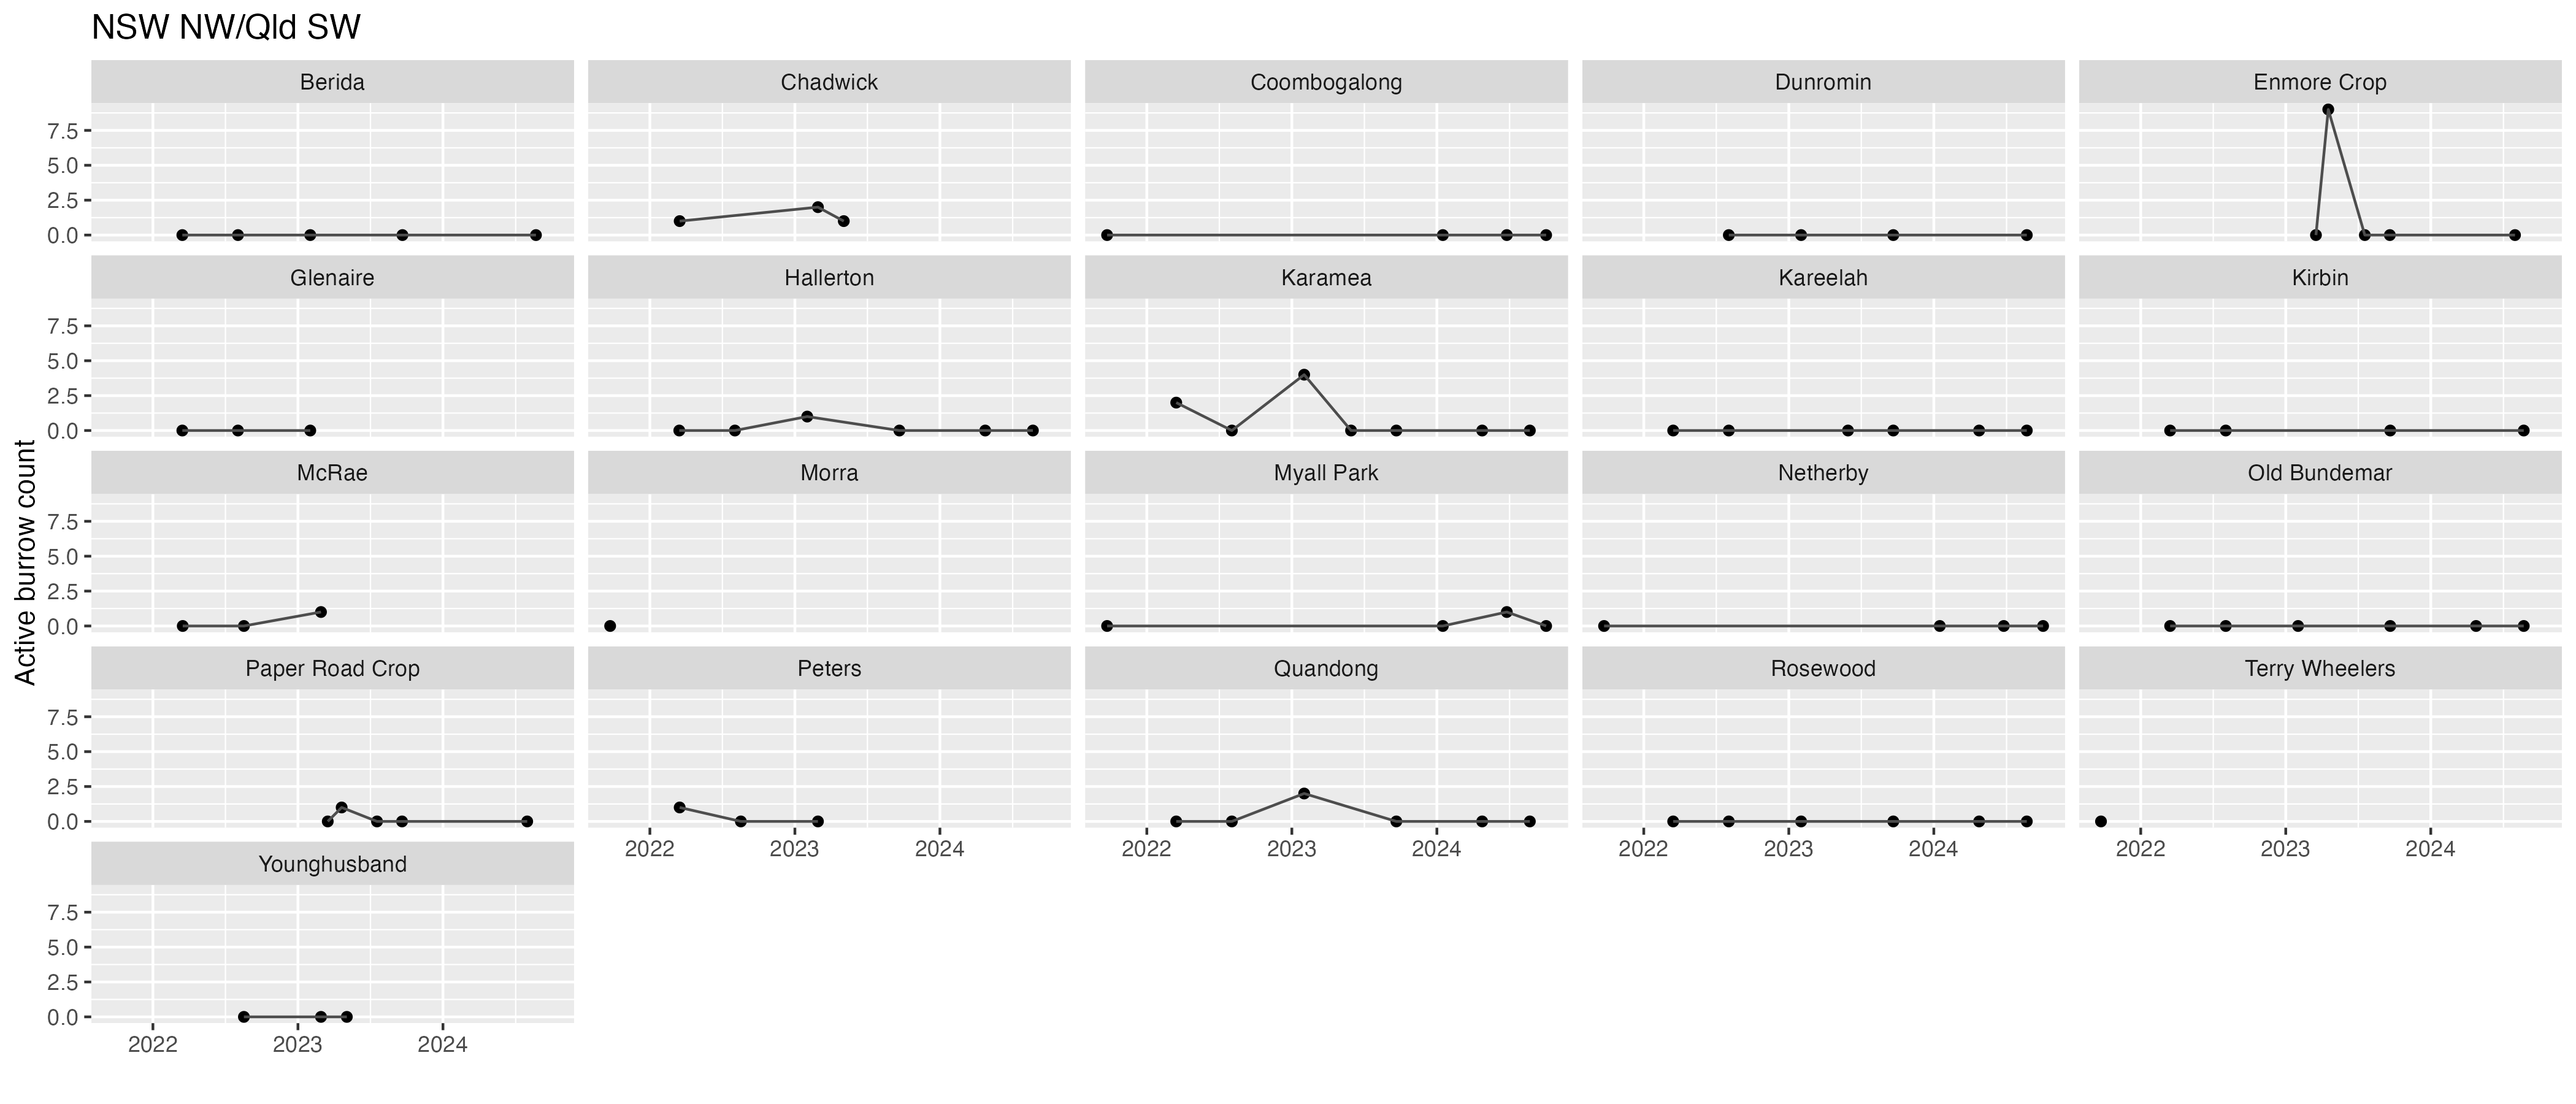 NSW NW/Qld SW
Berida Chadwick Coombogalong Dunromin Enmore Crop
7.5
5.0
2.5
0.0
Glenaire Hallerton Karamea Kareelah Kirbin
7.5
5.0
2.5
0.0
Active burrow count
McRae Morra Myall Park Netherby Old Bundemar
7.5
5.0
2.5
0.0
Paper Road Crop Peters Quandong Rosewood Terry Wheelers
7.5
5.0
2.5
0.0
2022 2023 2024 2022 2023 2024 2022 2023 2024 2022 2023 2024
Younghusband
7.5
5.0
2.5
0.0
2022 2023 2024